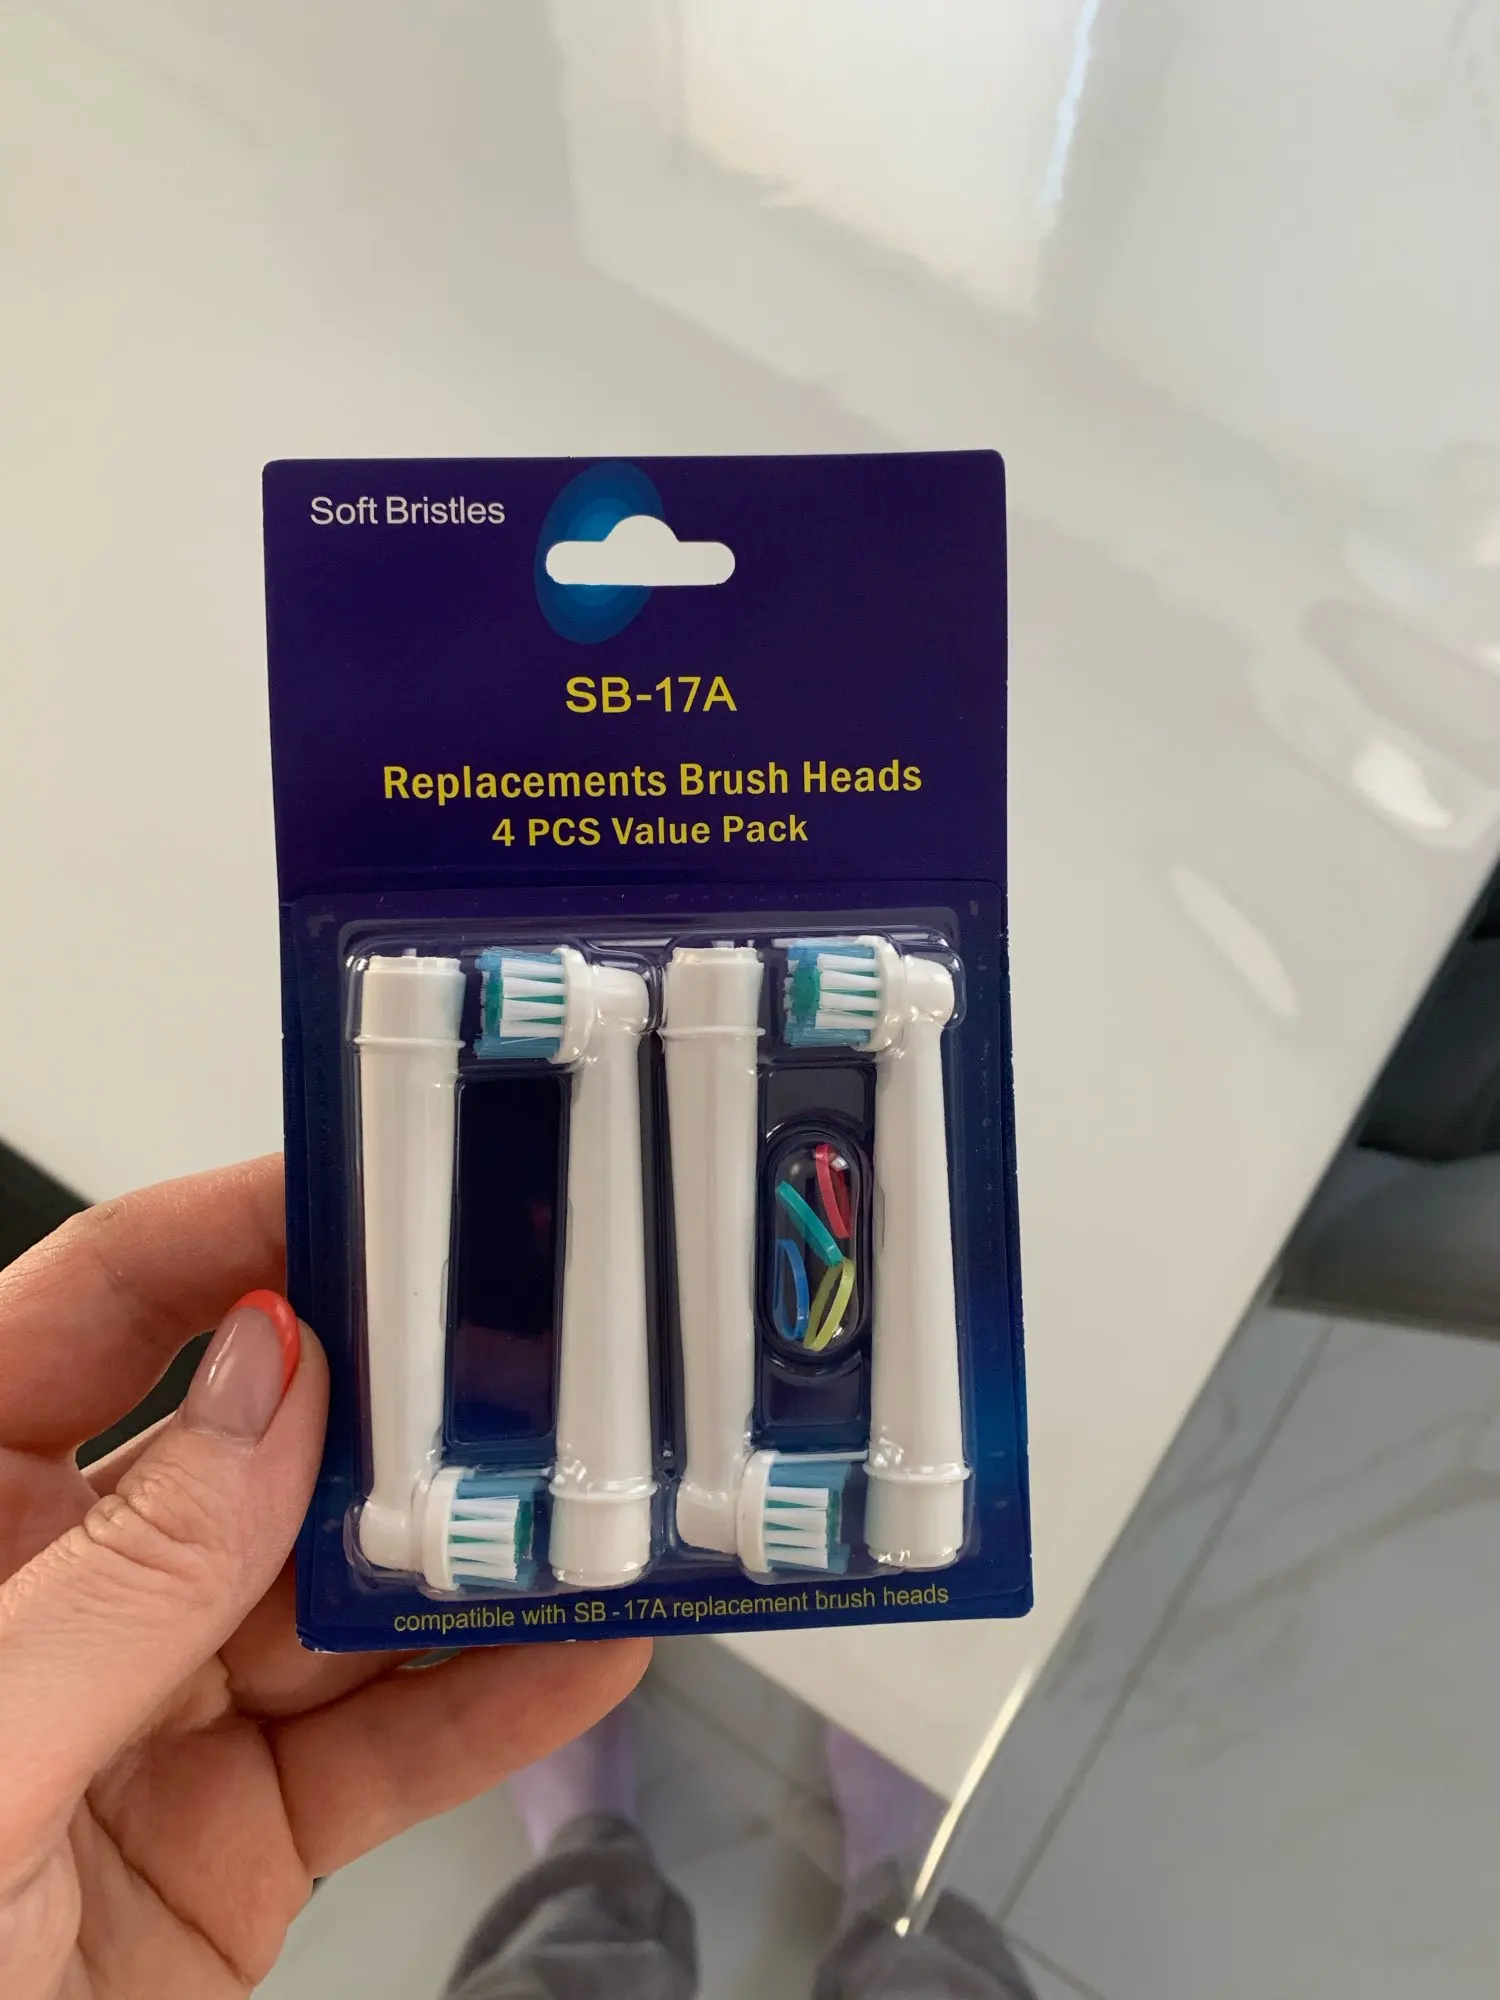 Soft Bristles
SB-17A
Replacements Brush Heads
4 PCS Value Pack
compatible with SB - 17A replacement brush heads